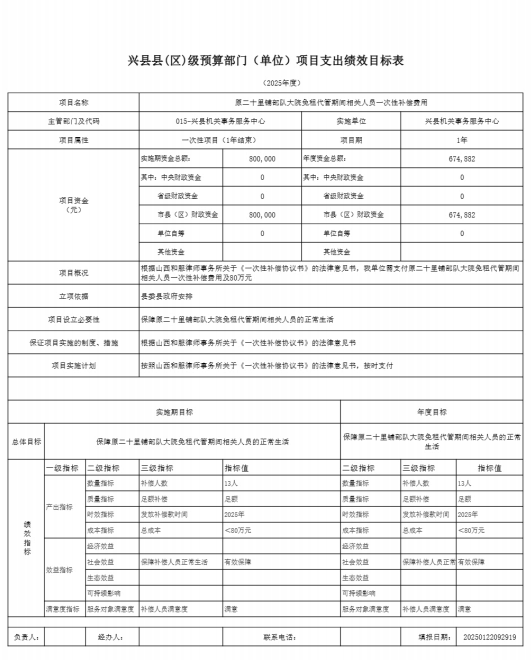 兴县县(区)级预算部门（单位）项目支出绩效目标表
（2025年度）
项目名称 原二十里铺部队大院免租代管期间相关人员一次性补偿费用
主管部门及代码 015-兴县机关事务服务中心 实施单位 兴县机关事务服务中心
项目属性 一次性项目（1年结束） 项目期 1年
项目资金（元） 实施期资金总额： 800,000 年度资金总额： 674,882
其中：中央财政资金 0 其中：中央财政资金 0
省级财政资金 0 省级财政资金 0
市县（区）财政资金 800,000 市县（区）财政资金 674,882
单位自筹 0 单位自筹 0
其他资金 其他资金
项目概况 根据山西和服律师事务所关于《一次性补偿协议书》的法律意见书，我单位需支付原二十里铺部队大院免租代管期间
相关人员一次性补偿费用及80万元
立项依据 县委县政府安排
项目设立必要性 保障原二十里铺部队大院免租代管期间相关人员的正常生活
保证项目实施的制度、措施 根据山西和服律师事务所关于《一次性补偿协议书》的法律意见书
项目实施计划 按照山西和服律师事务所关于《一次性补偿协议书》的法律意见书，按时支付
实施期目标 年度目标
总体目标 保障原二十里铺部队大院免租代管期间相关人员的正常生活 保障原二十里铺部队大院免租代管期间相关人员的正常
生活
绩效指标 一级指标 二级指标 三级指标 指标值 二级指标 三级指标 指标值
产出指标 数量指标 补偿人数 13人 数量指标 补偿人数 13人
质量指标 足额补偿 足额 质量指标 足额补偿 足额
时效指标 发放补偿款时间 2025年 时效指标 发放补偿款时间 2025年
成本指标 总成本 <80万元 成本指标 总成本 <80万元
效益指标 经济效益 经济效益
社会效益 保障补偿人员正常生活 有效保障 社会效益 保障补偿人员正常 有效保障
生态效益 生态效益
可持续影响 可持续影响
满意度指标 服务对象满意度 补偿人员满意度 满意 服务对象满意度 补偿人员满意度 满意
负责人： 经办人： 联系电话： 填报日期： 20250122092919